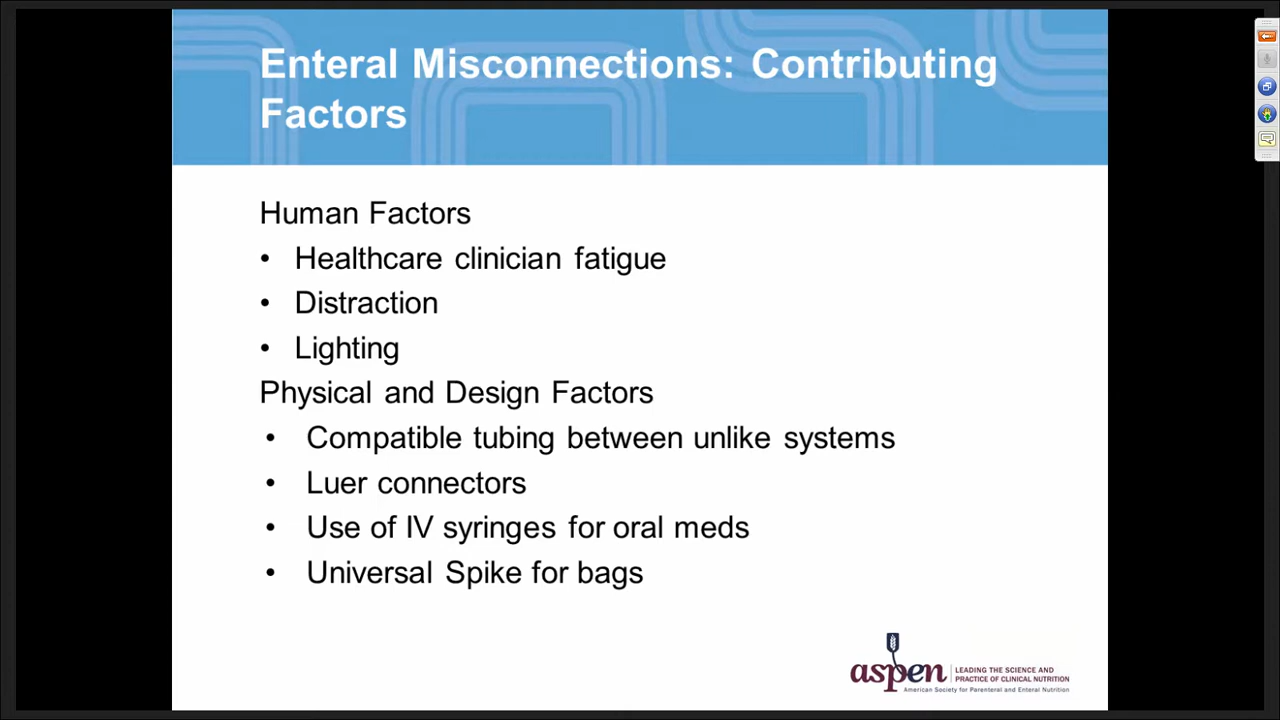 Enteral Misconnections: Contributing
Factors
Human Factors
• Healthcare clinician fatigue
• Distraction
• Lighting
Physical and Design Factors
• Compatible tubing between unlike systems
• Luer connectors
• Use of IV syringes for oral meds
• Universal Spike for bags
aspen
LEADING THE SCIENCE AND
PRACTICE OF CLINICAL NUTRITION
American Society for Parenteral and Enteral Nutrition